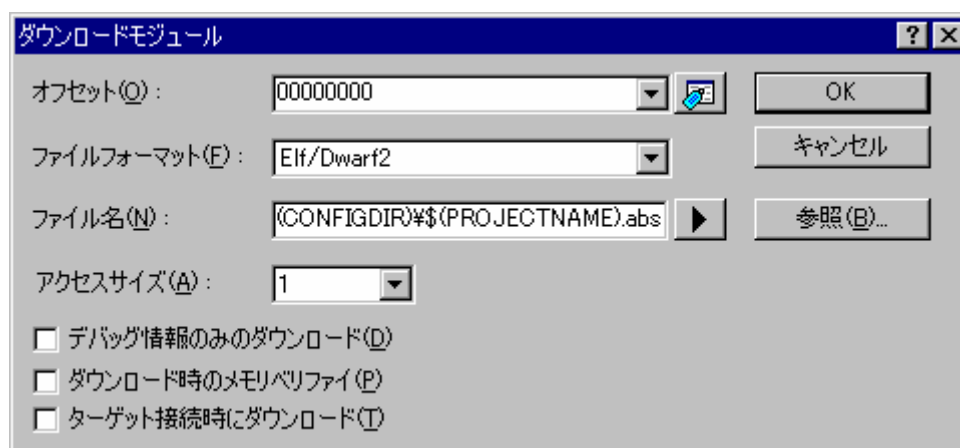 ダウンロードモジュール
オフセット(O) : 00000000 OK
ファイルフォーマット(F) : Elf/Dwarf2 キャンセル
ファイル名(N) : (CONFIGDIR)¥$(PROJECTNAME).abs 参照(B)...
アクセスサイズ(A) : 1
デバッグ情報のみのダウンロード(D)
ダウンロード時のメモリベリファイ(P)
ターゲット接続時にダウンロード(T)